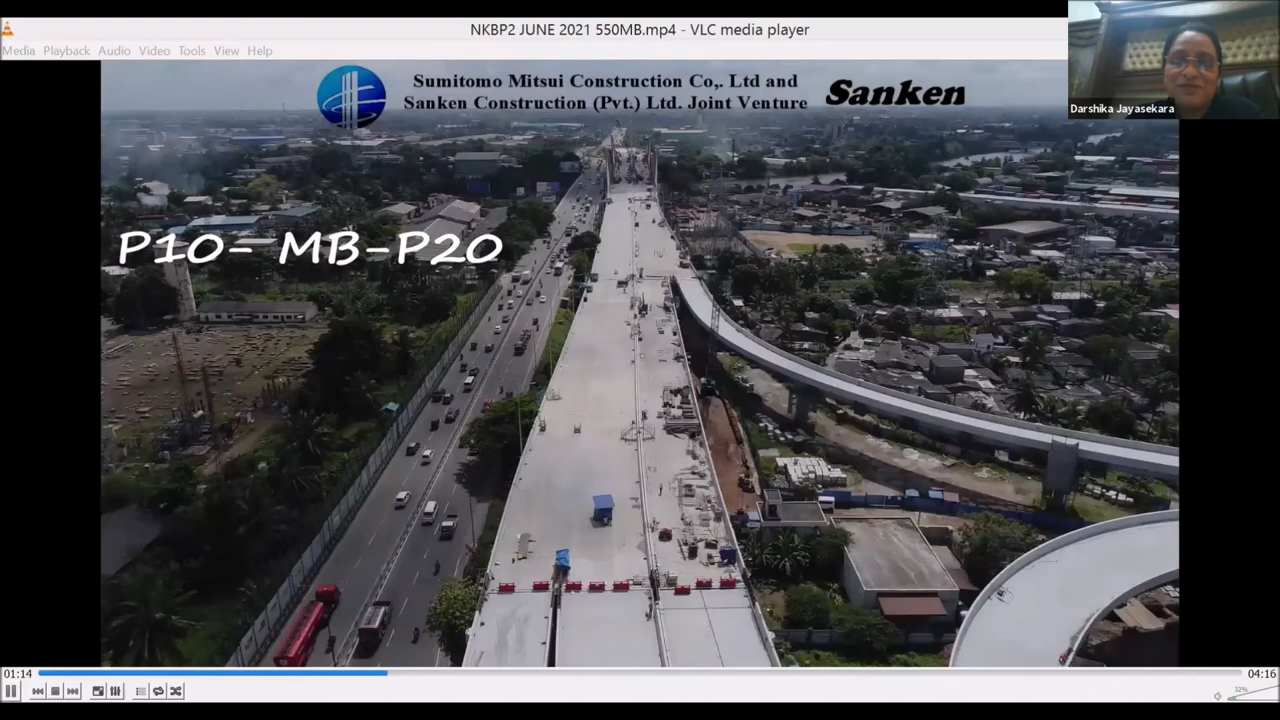 NKBP2 JUNE 2021 550MB.mp4 - VLC media player
Media Playback Audio Video Tools View Help
Darshika Jayasekara
Sumitomo Mitsui Construction Co,. Ltd and
Sanken Construction (Pvt.) Ltd. Joint Venture
Sanken
P10- MB-P20
01:14
04:16
32%